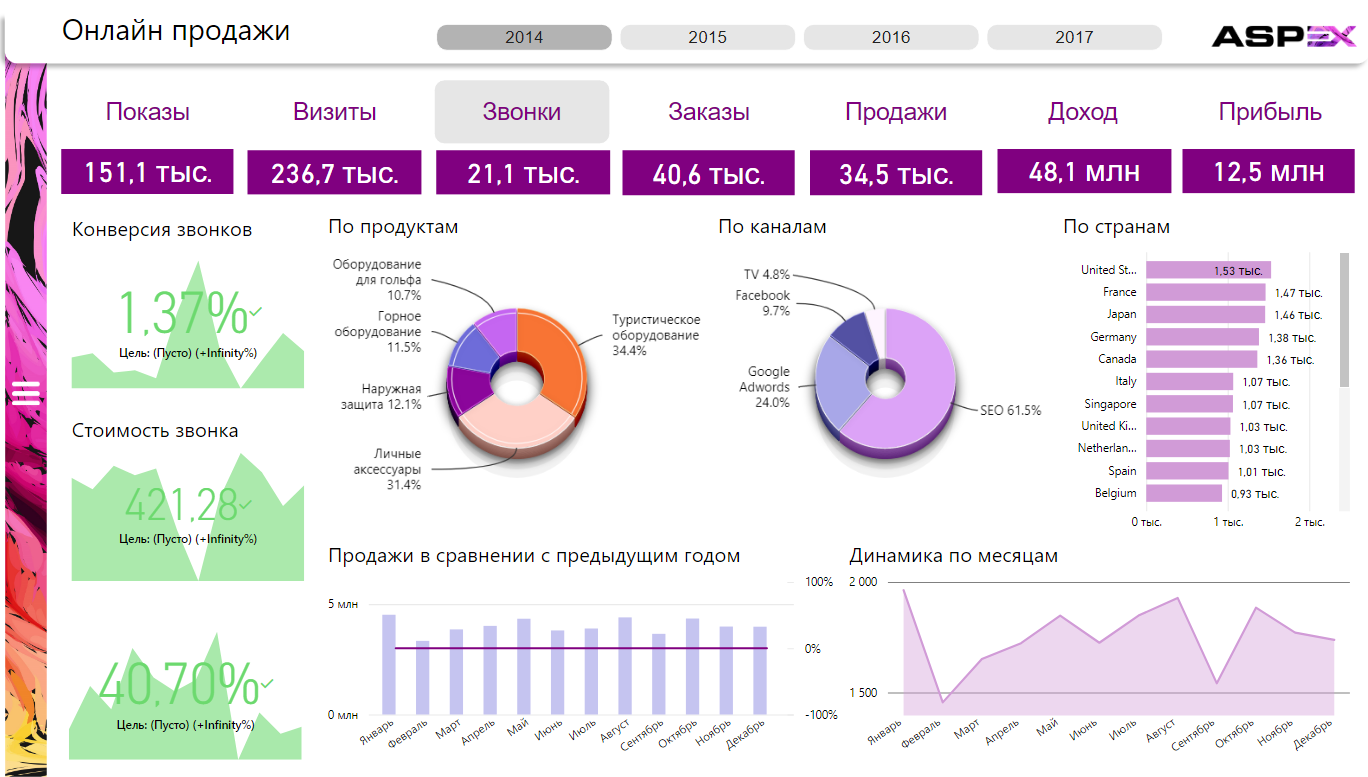 Онлайн продажи
2014
2015
2016
2017
ASPEX
Показы
Визиты
Звонки
Заказы
Продажи
Доход
Прибыль
151,1 тыс.
236,7 тыс.
21,1 тыс.
40,6 тыс.
34,5 тыс.
48,1 млн
12,5 млн
Конверсия звонков
1,37%
Цель: (Пусто) (+Infinity%)
Стоимость звонка
421,28
Цель: (Пусто) (+Infinity%)
40,70%
Цель: (Пусто) (+Infinity%)
По продуктам
Оборудование
для гольфа
10.7%
Горное
оборудование
11.5%
Наружная
защита 12.1%
Личные
аксессуары
31.4%
Туристическое
оборудование
34.4%
По каналам
TV 4.8%
Facebook
9.7%
Google
Adwords
24.0%
SEO 61.5%
По странам
United St... 1,53 тыс.
France 1,47 тыс.
Japan 1,46 тыс.
Germany 1,38 тыс.
Canada 1,36 тыс.
Italy 1,07 тыс.
Singapore 1,07 тыс.
United Ki... 1,03 тыс.
Netherlan... 1,03 тыс.
Spain 1,01 тыс.
Belgium 0,93 тыс.
0 тыс. 1 тыс. 2 тыс.
Продажи в сравнении с предыдущим годом
5 млн
0 млн
100%
0%
-100%
Январь Февраль Март Апрель Май Июнь Июль Август Сентябрь Октябрь Ноябрь Декабрь
Динамика по месяцам
2 000
1 500
Январь Февраль Март Апрель Май Июнь Июль Август Сентябрь Октябрь Ноябрь Декабрь